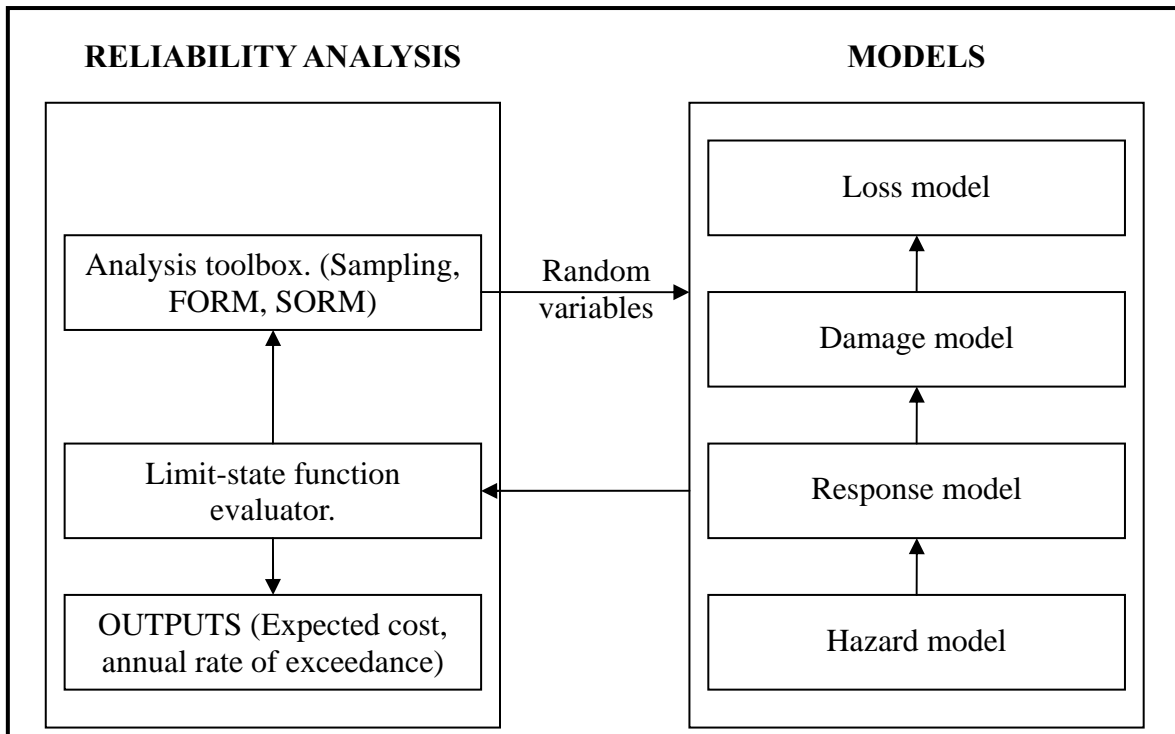 RELIABILITY ANALYSIS
Analysis toolbox. (Sampling,
FORM, SORM)
Limit-state function
evaluator.
OUTPUTS (Expected cost,
annual rate of exceedance)
Random
variables
MODELS
Loss model
Damage model
Response model
Hazard model